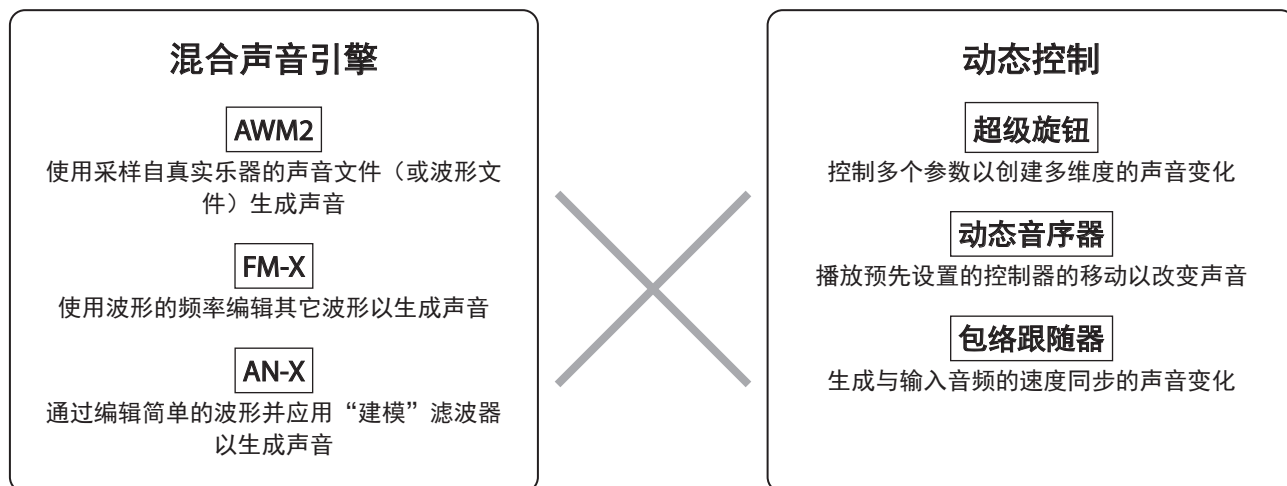 混合声音引擎
AWM2
使用采样自真实乐器的声音文件（或波形文
件）生成声音
FM-X
使用波形的频率编辑其它波形以生成声音
AN-X
通过编辑简单的波形并应用“建模”滤波器
以生成声音
动态控制
超级旋钮
控制多个参数以创建多维度的声音变化
动态音序器
播放预先设置的控制器的移动以改变声音
包络跟随器
生成与输入音频的速度同步的声音变化